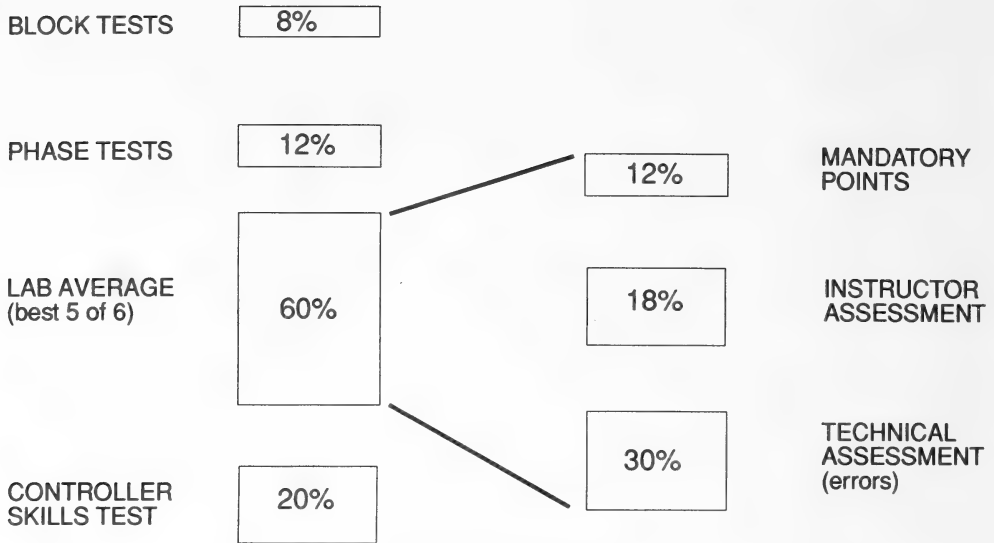 BLOCK TESTS
8%
PHASE TESTS
12%
LAB AVERAGE
(best 5 of 6)
60%
CONTROLLER
SKILLS TEST
20%
12%
MANDATORY
POINTS
18%
INSTRUCTOR
ASSESSMENT
30%
TECHNICAL
ASSESSMENT
(errors)